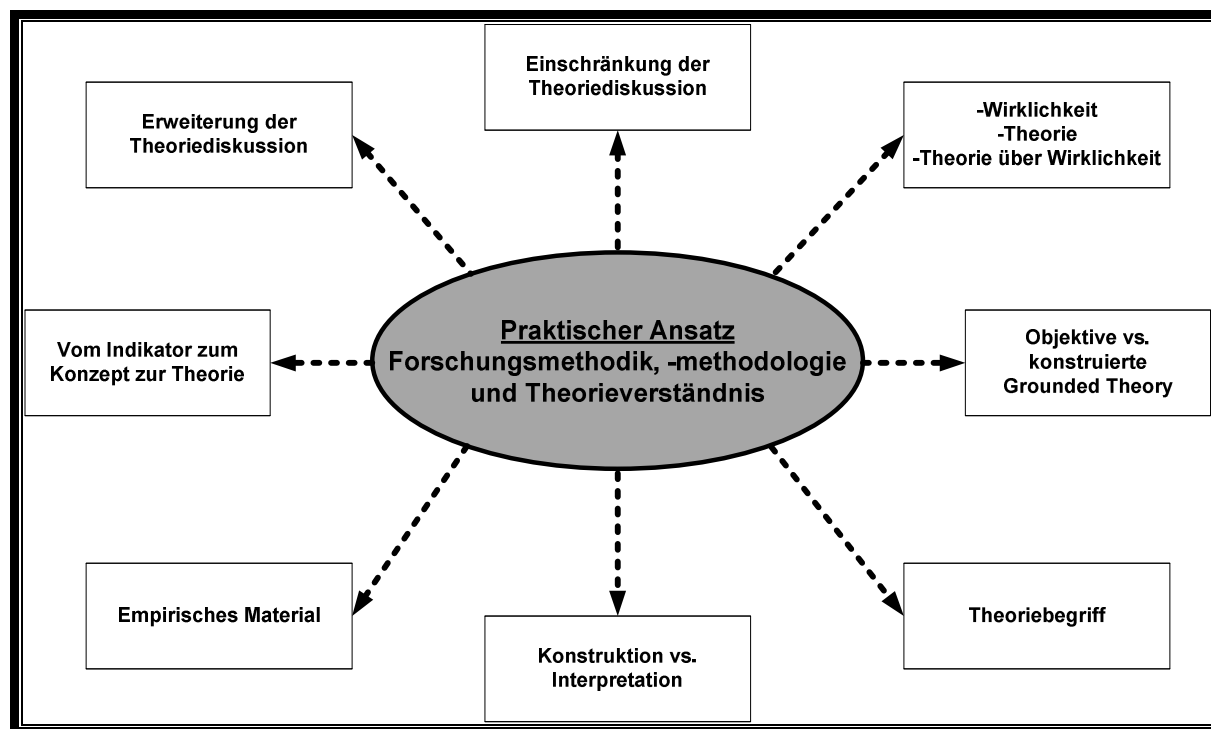 Einschränkung der
Theoriediskussion
Erweiterung der
Theoriediskussion
-Wirklichkeit
-Theorie
-Theorie über Wirklichkeit
Vom Indikator zum
Konzept zur Theorie
Praktischer Ansatz
Forschungsmethodik, -methodologie
und Theorieverständnis
Objektive vs.
konstruierte
Grounded Theory
Empirisches Material
Konstruktion vs.
Interpretation
Theoriebegriff